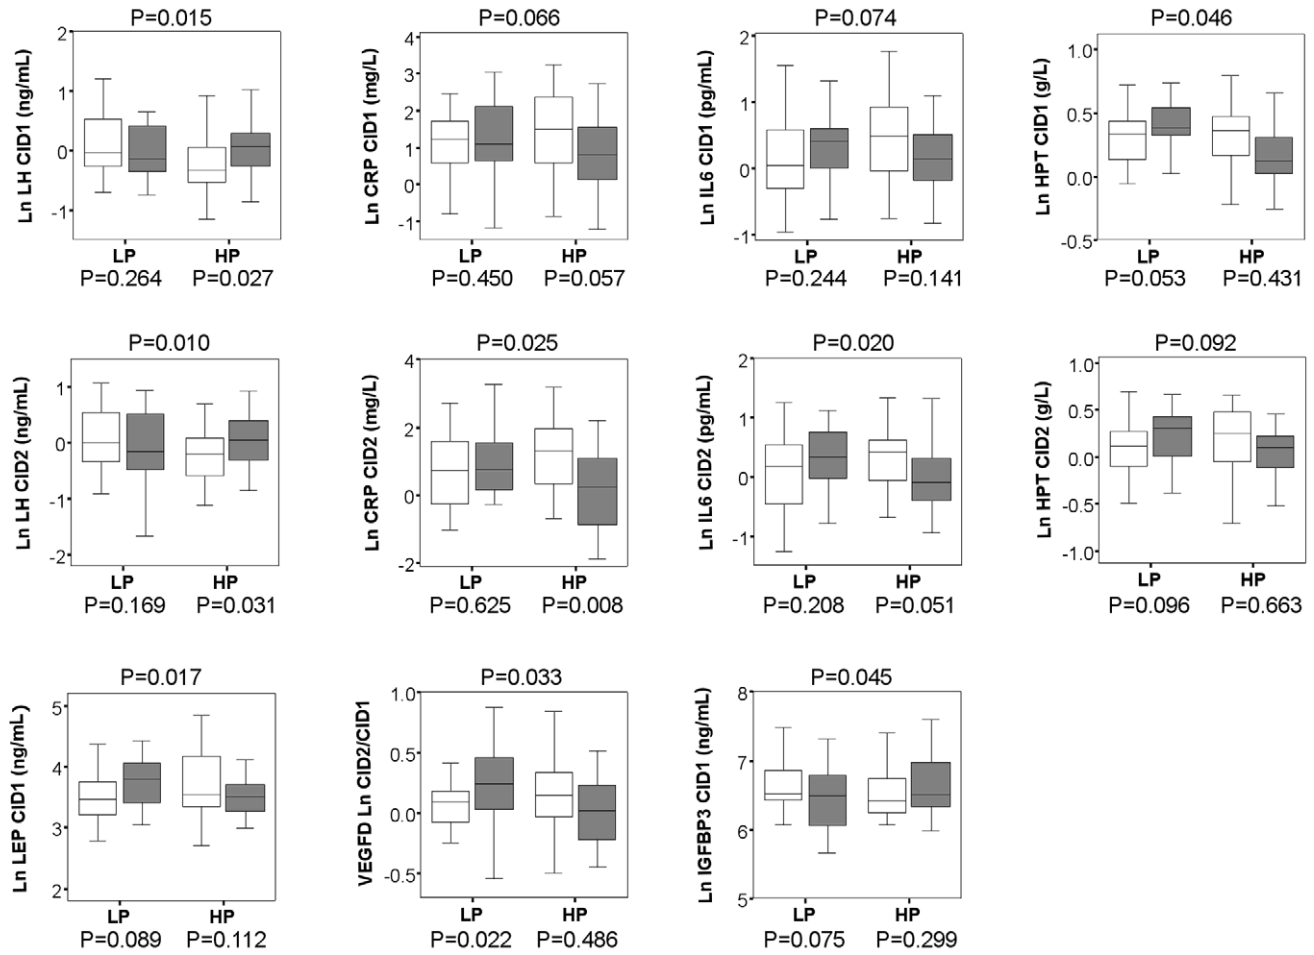 P=0.015
Ln LH CID1 (ng/mL)
2
1
0
-1
LP
HP
P=0.264
P=0.027
P=0.066
Ln CRP CID1 (mg/mL)
4
3
2
1
0
-1
LP
HP
P=0.450
P=0.057
P=0.074
Ln IL6 CID1 (pg/mL)
2
1
0
-1
LP
HP
P=0.244
P=0.141
P=0.046
Ln HPT CID1 (g/L)
1.0
0.5
0.0
-0.5
LP
HP
P=0.053
P=0.431
P=0.010
Ln LH CID2 (ng/mL)
1
0
-1
-2
LP
HP
P=0.169
P=0.031
P=0.025
Ln CRP CID2 (mg/L)
4
2
0
-2
LP
HP
P=0.625
P=0.008
P=0.020
Ln IL6 CID2 (pg/mL)
2
1
0
-1
LP
HP
P=0.208
P=0.051
P=0.092
Ln HPT CID2 (g/L)
1.0
0.5
0.0
-0.5
-1.0
LP
HP
P=0.096
P=0.663
P=0.017
Ln LEP CID1 (ng/mL)
5
4
3
2
LP
HP
P=0.089
P=0.112
P=0.033
VEGFD Ln CID2/CID1
1.0
0.5
0.0
-0.5
LP
HP
P=0.022
P=0.486
P=0.045
Ln IGFBP3 CID1 (ng/mL)
8
7
6
5
LP
HP
P=0.075
P=0.299